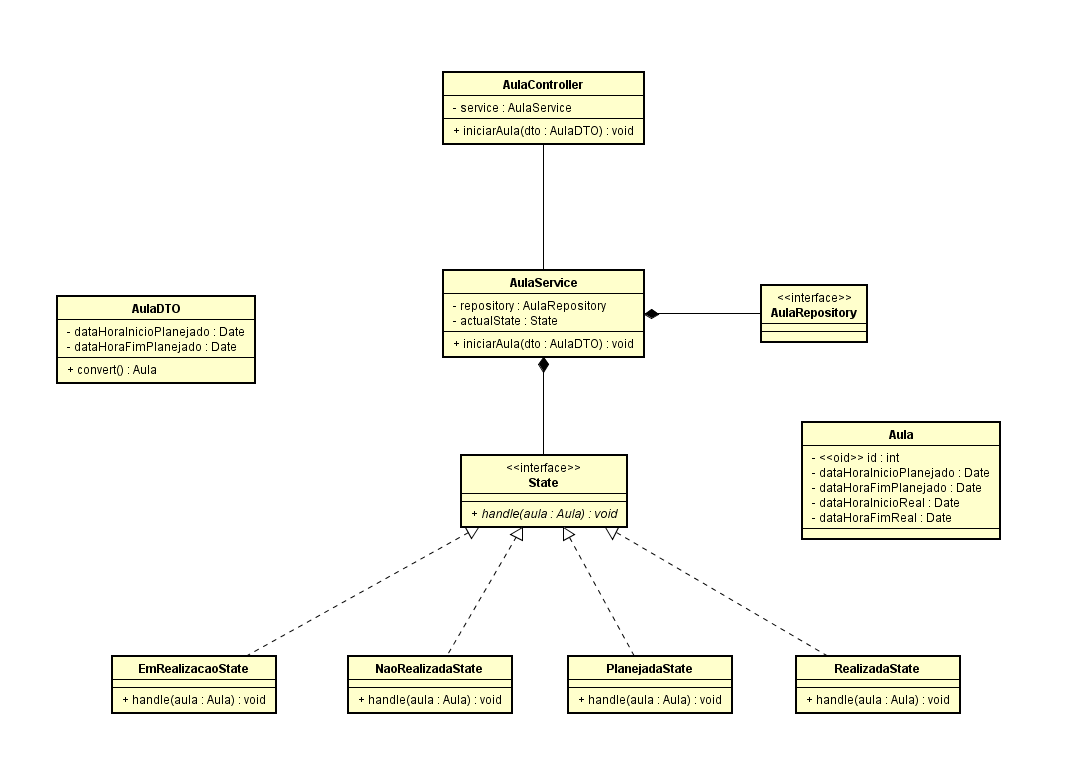 AulaController
- service : AulaService
+ iniciarAula(dto : AulaDTO) : void
AulaService
- repository : AulaRepository
- actualState : State
+ iniciarAula(dto : AulaDTO) : void
<<interface>>
AulaRepository
AulaDTO
- dataHoraInicioPlanejado : Date
- dataHoraFimPlanejado : Date
+ convert() : Aula
Aula
- <<oid>> id : int
- dataHoraInicioPlanejado : Date
- dataHoraFimPlanejado : Date
- dataHoraInicioReal : Date
- dataHoraFimReal : Date
<<interface>>
State
+ handle(aula : Aula) : void
EmRealizacaoState
+ handle(aula : Aula) : void
NaoRealizadaState
+ handle(aula : Aula) : void
PlanejadaState
+ handle(aula : Aula) : void
RealizadaState
+ handle(aula : Aula) : void